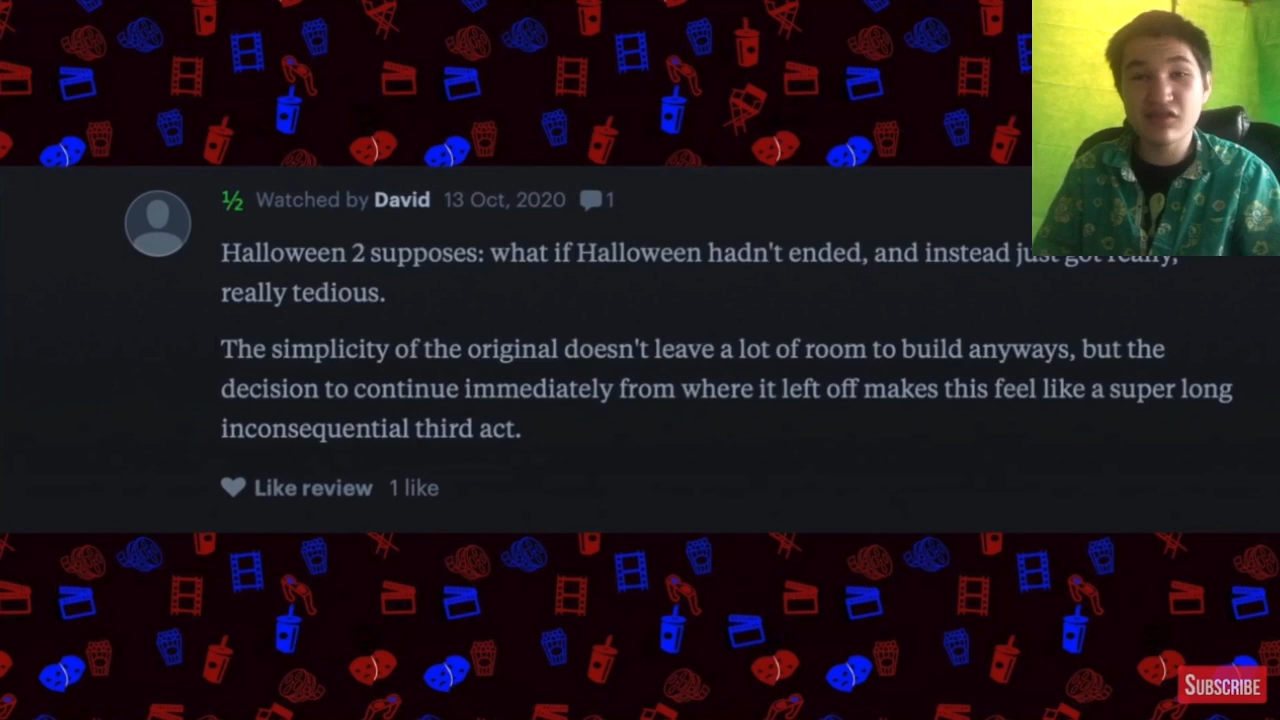 ½ Watched by David 13 Oct, 2020 1
Halloween 2 supposes: what if Halloween hadn't ended, and instead just got really,
really tedious.
The simplicity of the original doesn't leave a lot of room to build anyways, but the
decision to continue immediately from where it left off makes this feel like a super long
inconsequential third act.
Like review 1 like
SUBSCRIBE